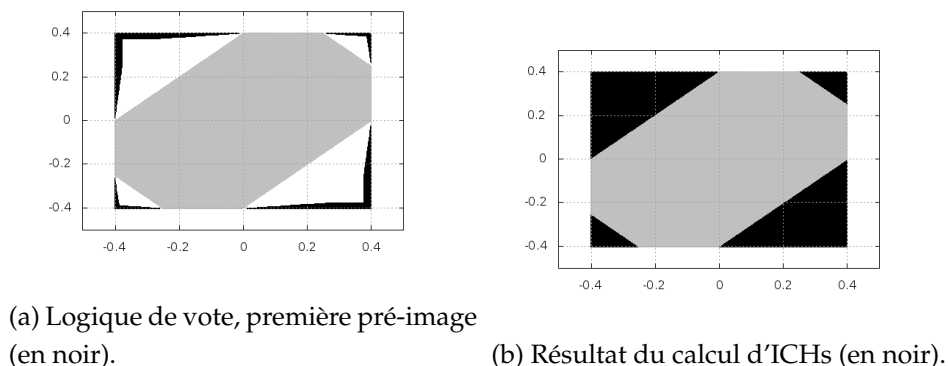 0.4
0.2
0
-0.2
-0.4
-0.4 -0.2 0 0.2 0.4
(a) Logique de vote, première pré-image
(en noir).
0.4
0.2
0
-0.2
-0.4
-0.4 -0.2 0 0.2 0.4
(b) Résultat du calcul d'ICHs (en noir).